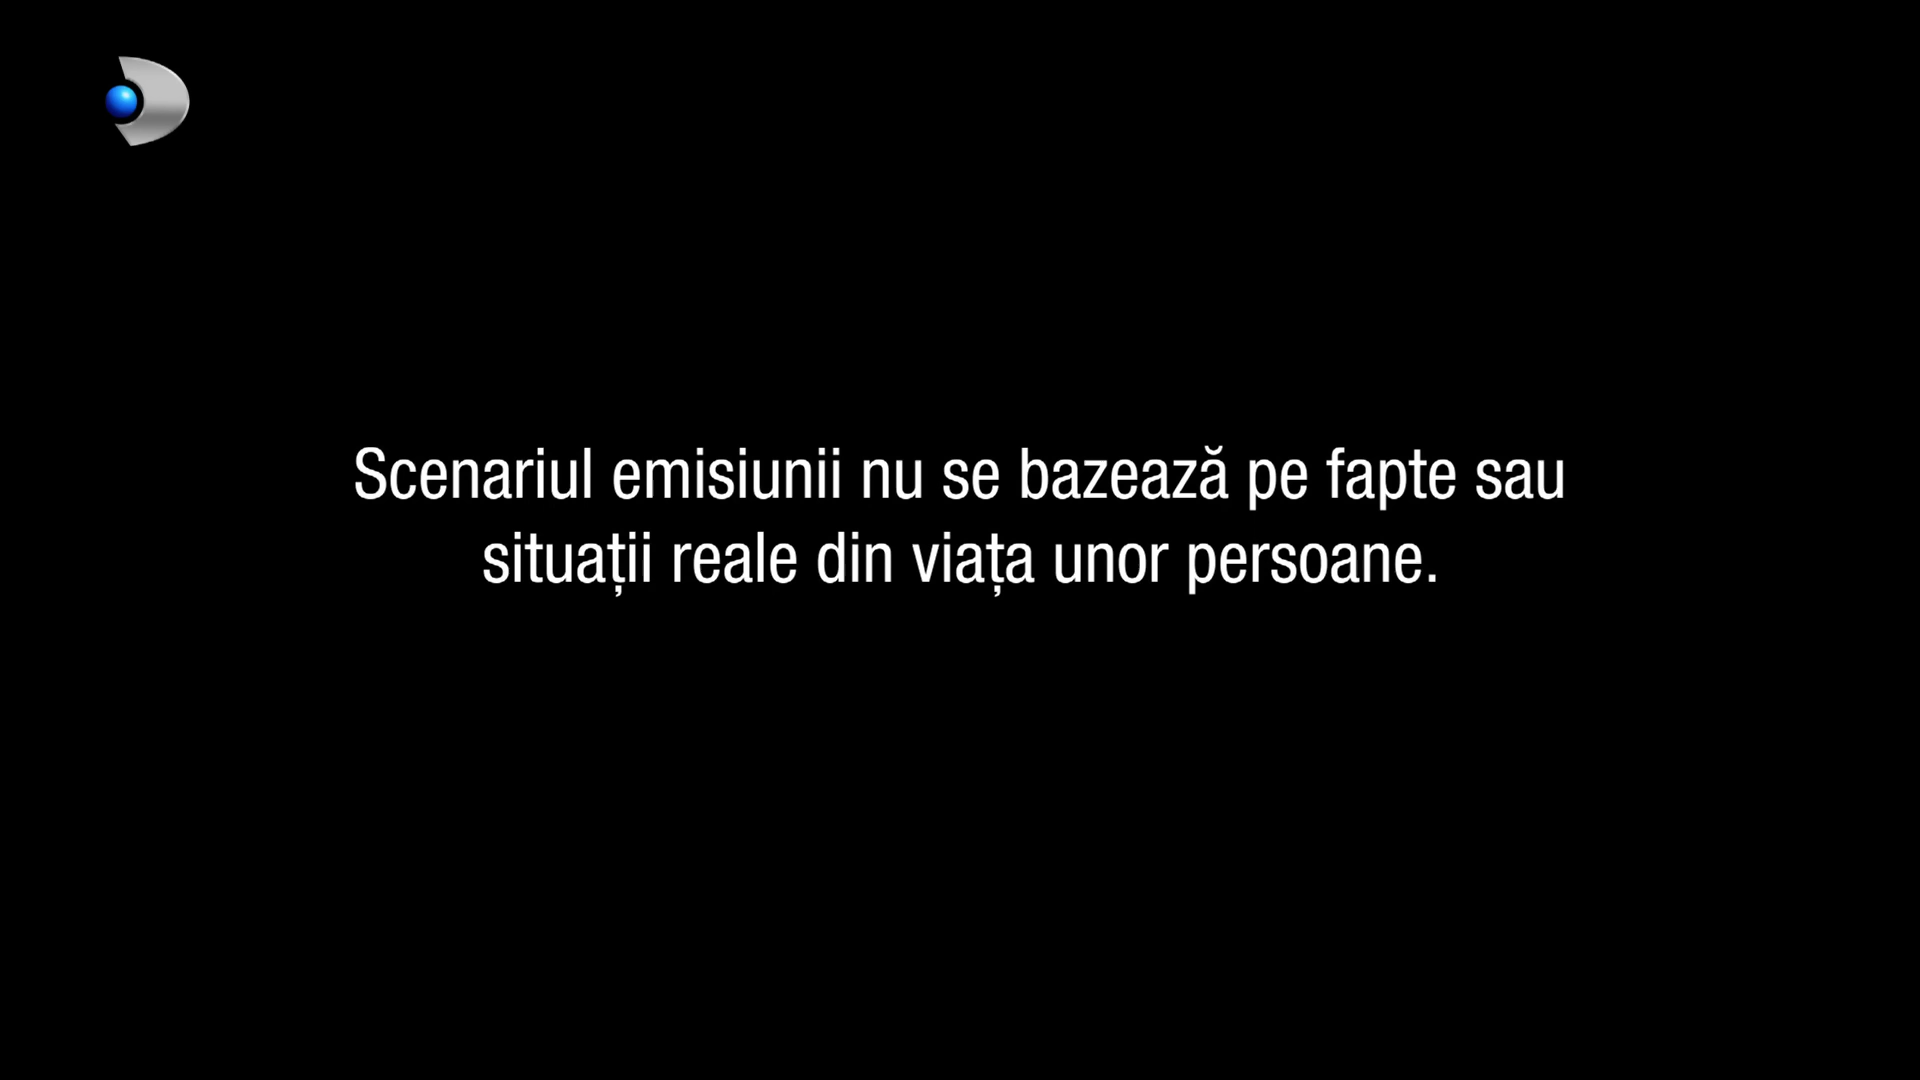 Scenariul emisiunii nu se bazează pe fapte sau
situații reale din viața unor persoane.